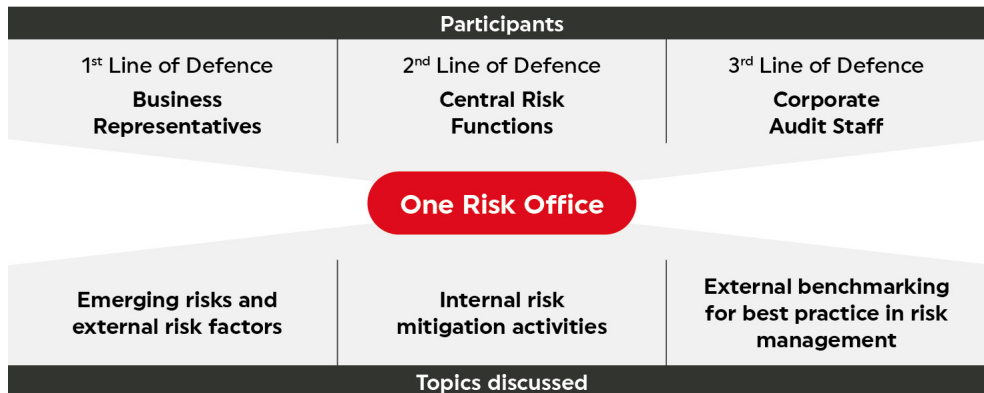 Participants
1st Line of Defence
Business
Representatives
2nd Line of Defence
Central Risk
Functions
3rd Line of Defence
Corporate
Audit Staff
One Risk Office
Emerging risks and
external risk factors
Internal risk
mitigation activities
External benchmarking
for best practice in risk
management
Topics discussed